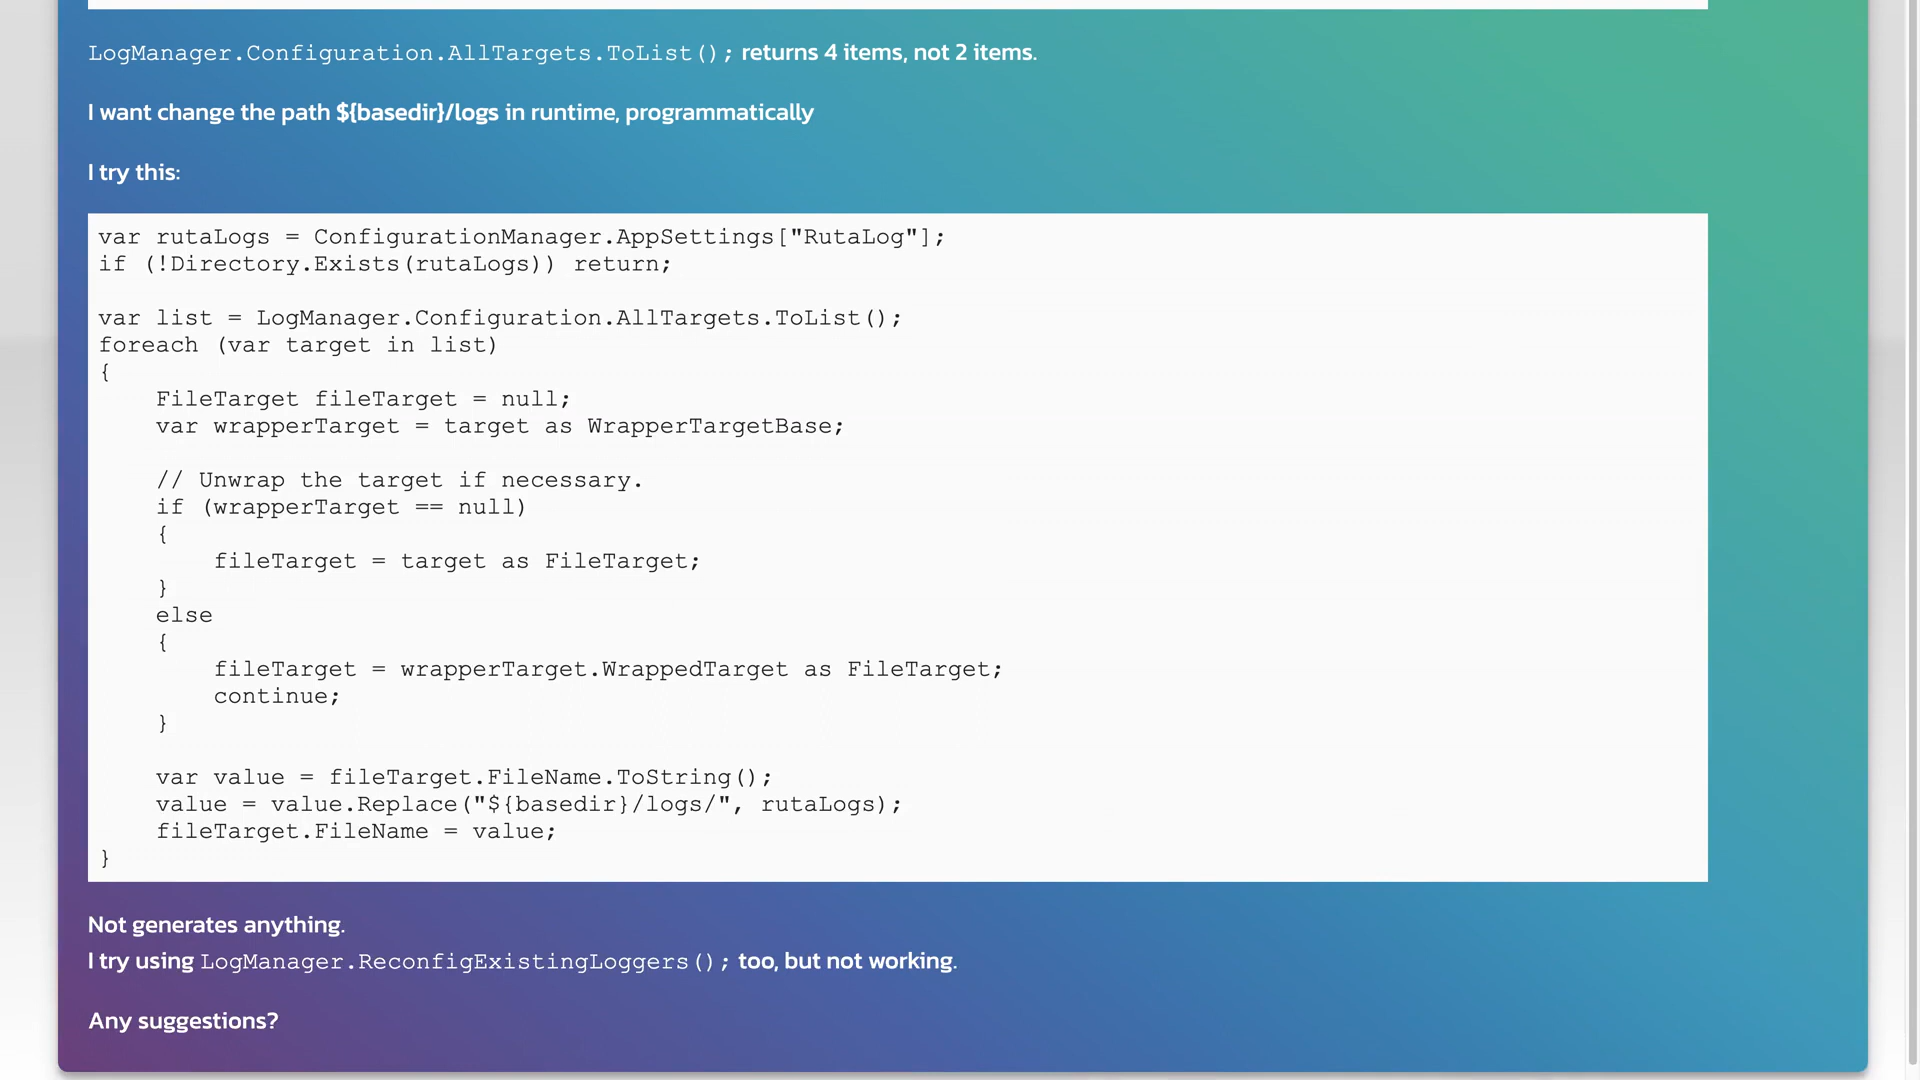 LogManager.Configuration.AllTargets.ToList(); returns 4 items, not 2 items.
I want change the path ${basedir}/logs in runtime, programmatically
I try this:
var rutaLogs = ConfigurationManager.AppSettings["RutaLog"];
if (!Directory.Exists(rutaLogs)) return;
var list = LogManager.Configuration.AllTargets.ToList();
foreach (var target in list)
{
    FileTarget fileTarget = null;
    var wrapperTarget = target as WrapperTargetBase;
    // Unwrap the target if necessary.
    if (wrapperTarget == null)
    {
        fileTarget = target as FileTarget;
    }
    else
    {
        fileTarget = wrapperTarget.WrappedTarget as FileTarget;
        continue;
    }
    var value = fileTarget.FileName.ToString();
    value = value.Replace("${basedir}/logs/", rutaLogs);
    fileTarget.FileName = value;
}
Not generates anything.
I try using LogManager.ReconfigExistingLoggers(); too, but not working.
Any suggestions?